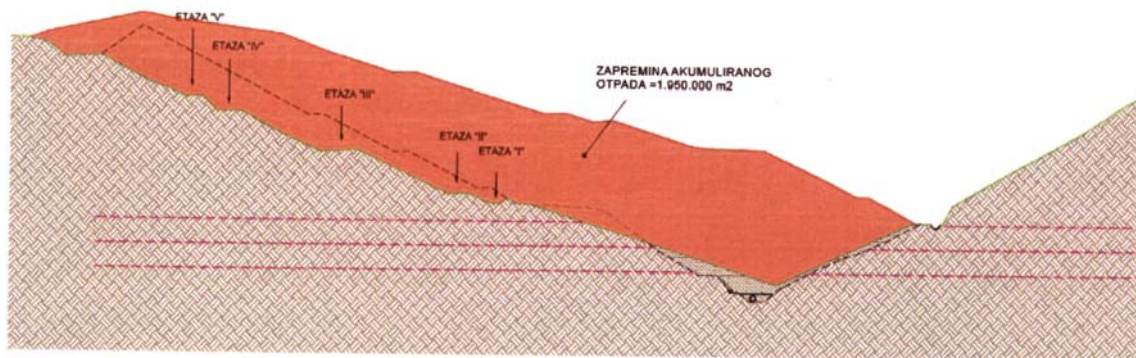 ETAZA "V"
ETAZA "IV"
ETAZA "III"
ETAZA "II"
ETAZA "I"
ZAPREMINA AKUMULIRANOG
OTPADA =1.950.000 m2